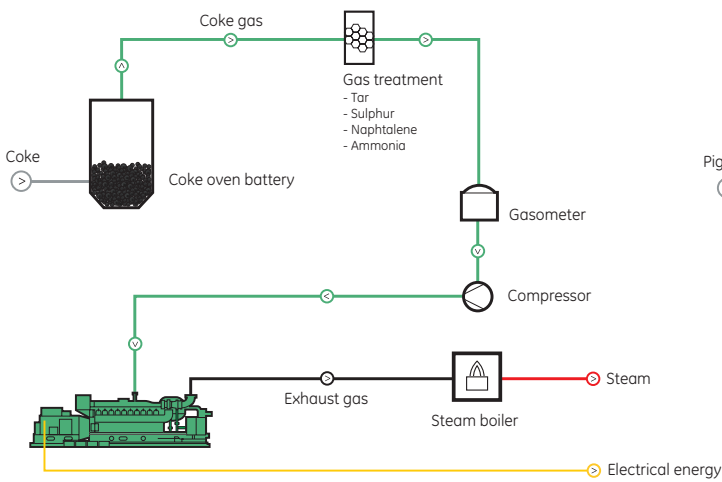 Coke gas
Gas treatment
- Tar
- Sulphur
- Naphtalene
- Ammonia
Coke
Coke oven battery
Pig
Gasometer
Compressor
Exhaust gas
Steam boiler
Steam
Electrical energy